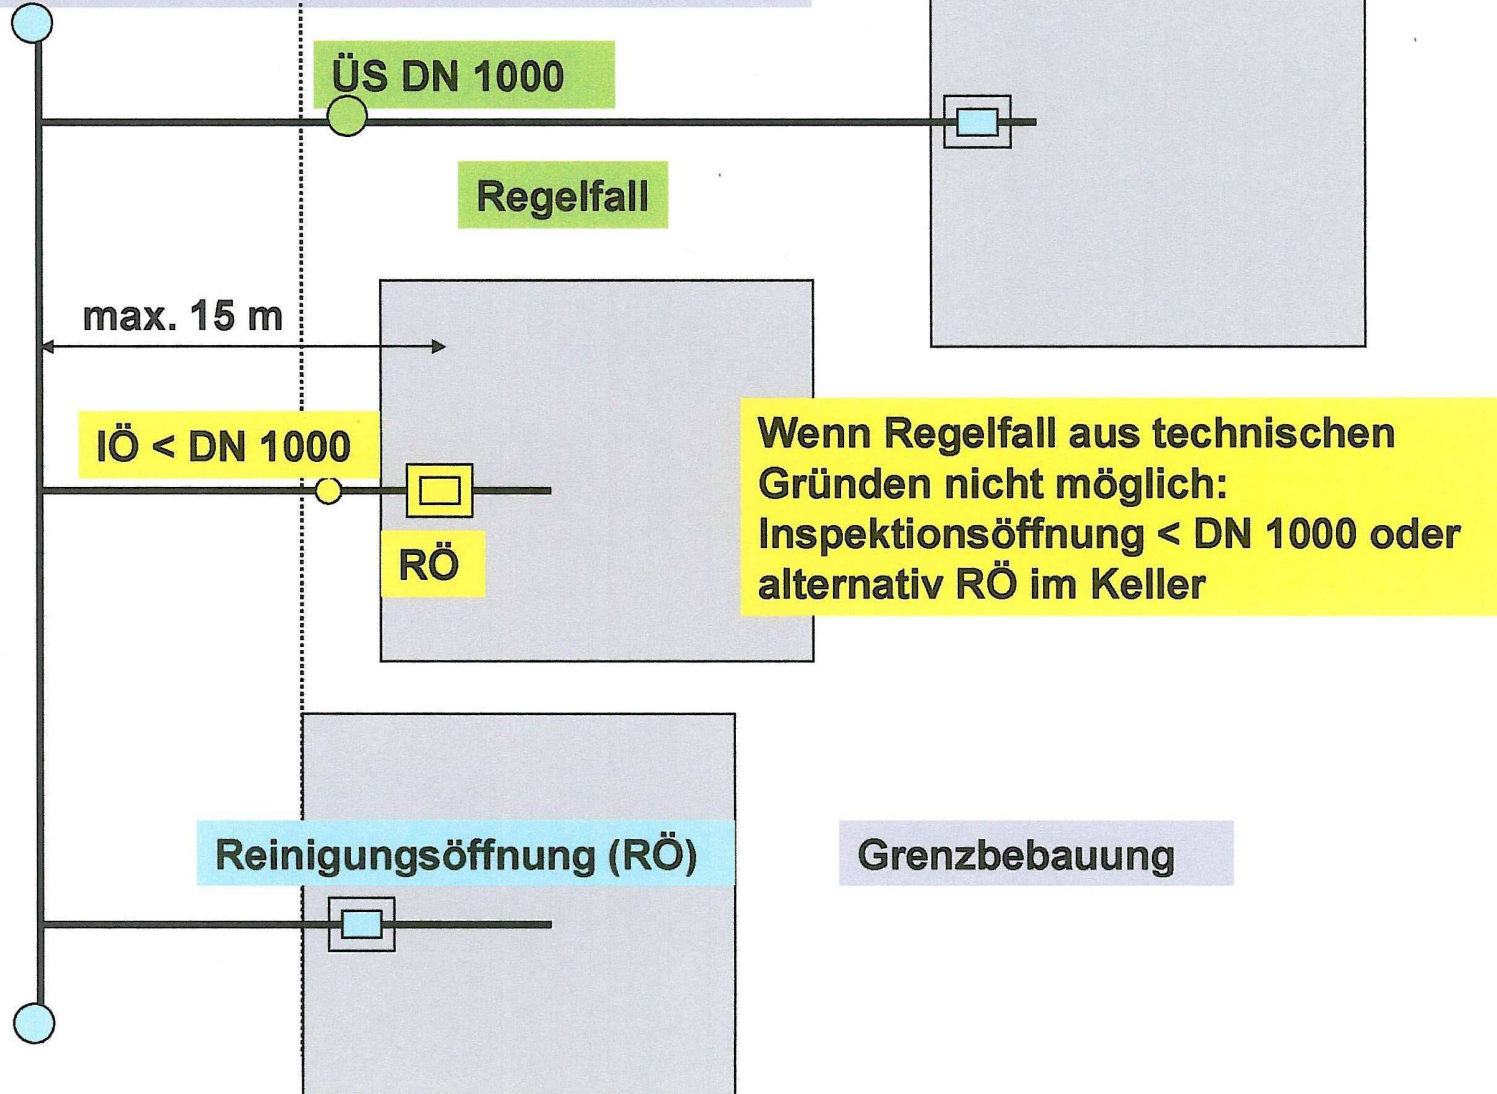 ÜS DN 1000
Regelfall
max. 15 m
IÖ < DN 1000
RÖ
Wenn Regelfall aus technischen
Gründen nicht möglich:
Inspektionsöffnung < DN 1000 oder
alternativ RÖ im Keller
Reinigungsöffnung (RÖ)
Grenzbebauung